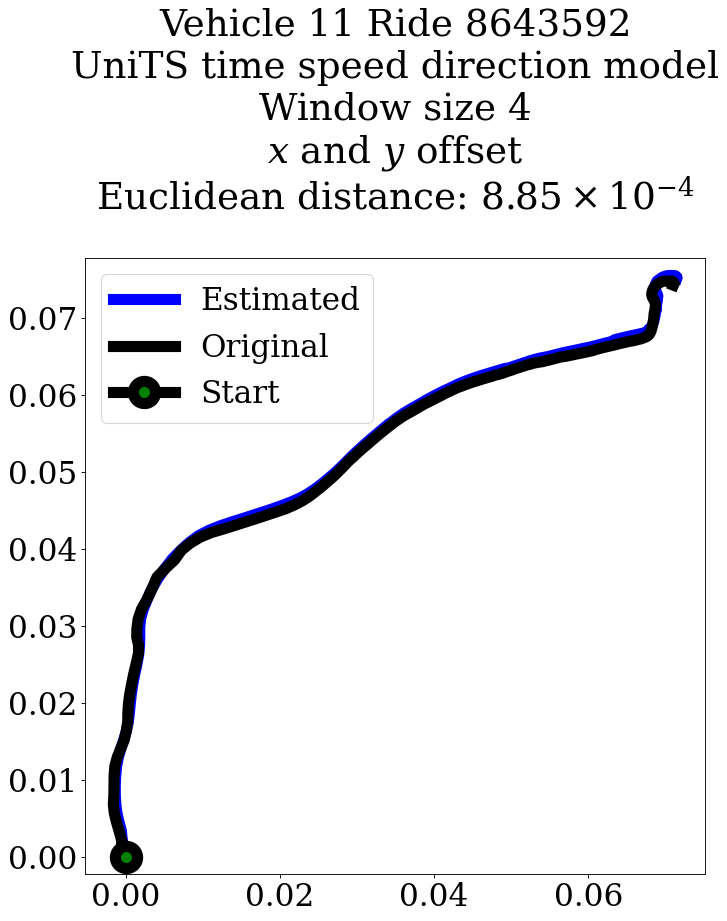 Vehicle 11 Ride 8643592
UniTS time speed direction model
Window size 4
x and y offset
Euclidean distance: 8.85 × 10⁻⁴
Estimated
Original
Start
0.07
0.06
0.05
0.04
0.03
0.02
0.01
0.00
0.00 0.02 0.04 0.06